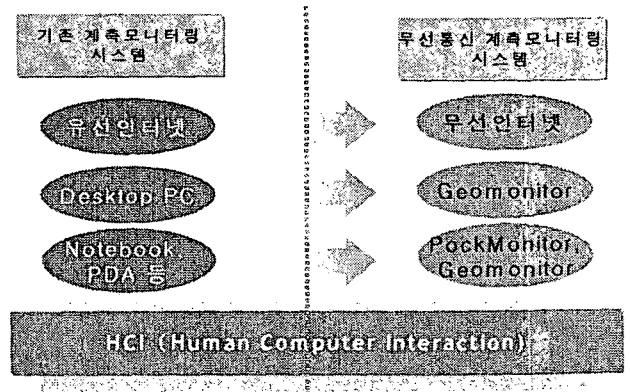 기존 계측모니터링
시스템
무선통신 계측모니터링
시스템
유선인터넷
무선인터넷
Desktop PC
Geomonitor
Notebook,
PDA 등
PockMonitor,
Geomonitor
HCI (Human Computer Interaction)